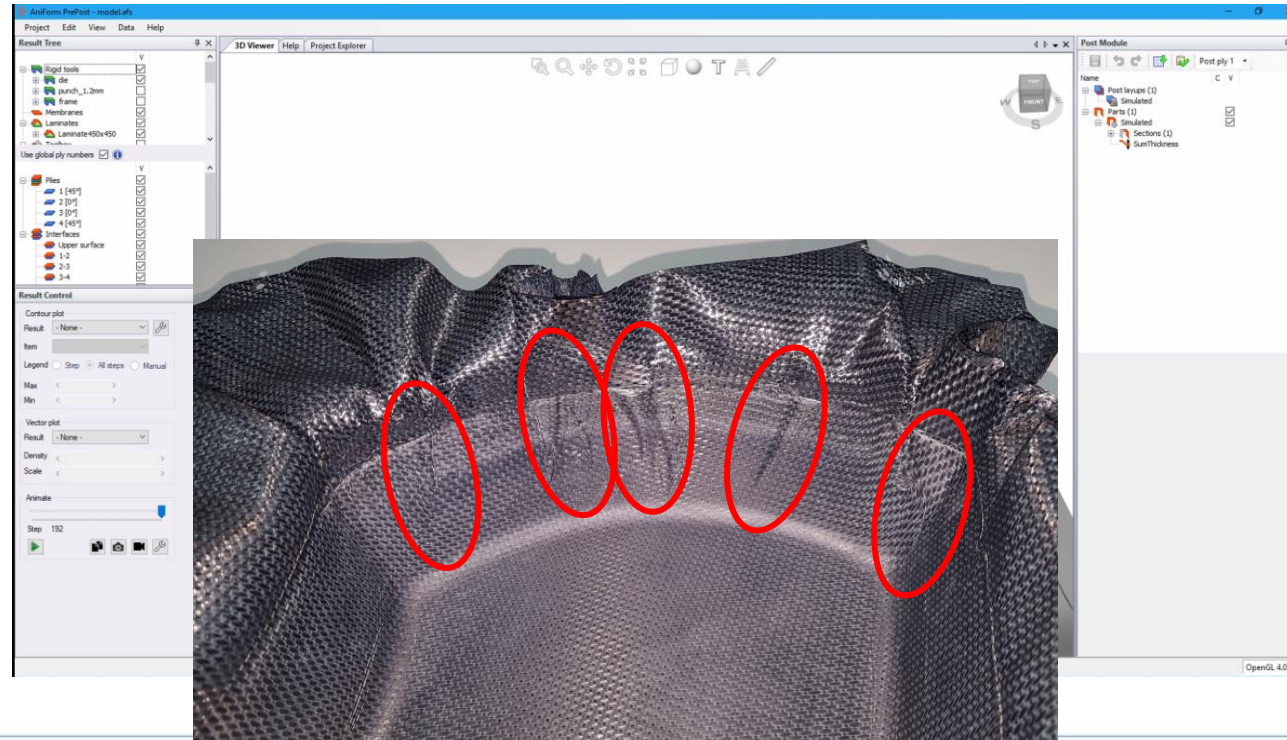 AniForm PrePost - model.afs
Project Edit View Data Help
Result Tree
V
Rigid tools
die
punch_1.2mm
frame
Membranes
Laminates
Laminate450x450
Use global ply numbers
V
Plies
1 [45°]
2 [0°]
3 [0°]
4 [45°]
Interfaces
Upper surface
1-2
2-3
3-4
Result Control
Contour plot
Result - None -
Item
Legend Step All steps Manual
Max
Min
Vector plot
Result - None -
Density
Scale
Animate
Step 192
3D Viewer Help Project Explorer
TOP
W FRONT
S
Post Module
Post ply 1
Name C V
Post layups (1)
Simulated
Parts (1)
Simulated
Sections (1)
SumThickness
OpenGL 4.0